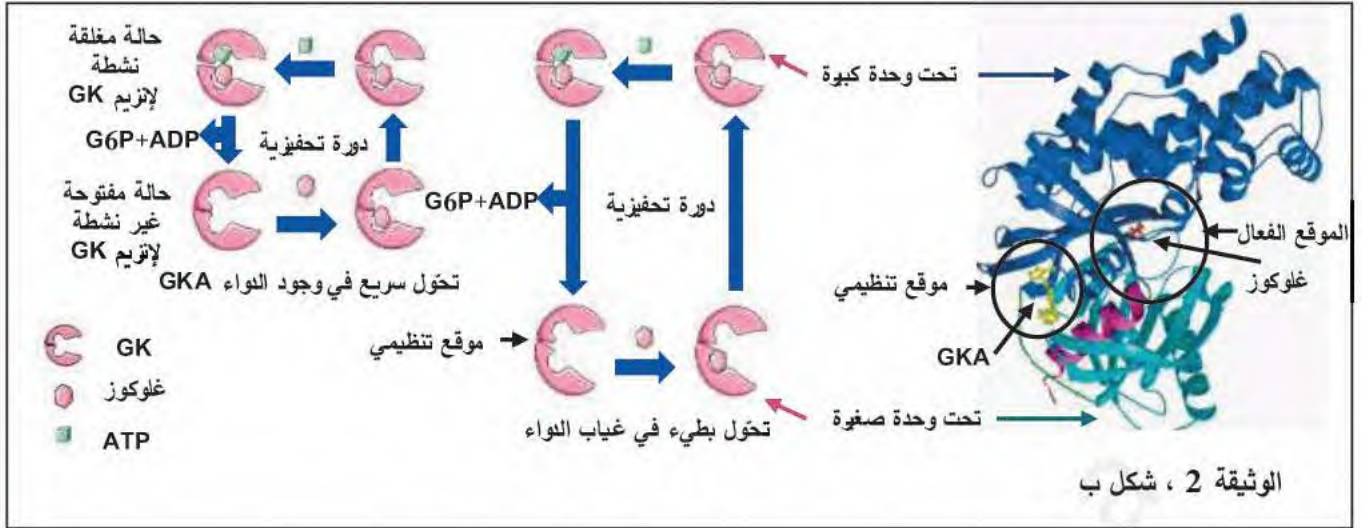 حالة مغلقة
نشطة
لإنزيم GK
G6P+ADP
دورة تحفيزية
حالة مفتوحة
غير نشطة
لإنزيم GK
تحوّل سريع في وجود الدواء GKA
GK
غلوكوز
ATP
G6P+ADP
دورة تحفيزية
موقع تنظيمي
تحوّل بطيء في غياب الدواء
تحت وحدة كبوة
الموقع الفعال
غلوكوز
موقع تنظيمي
GKA
تحت وحدة صغوة
الوثيقة 2 ، شكل ب